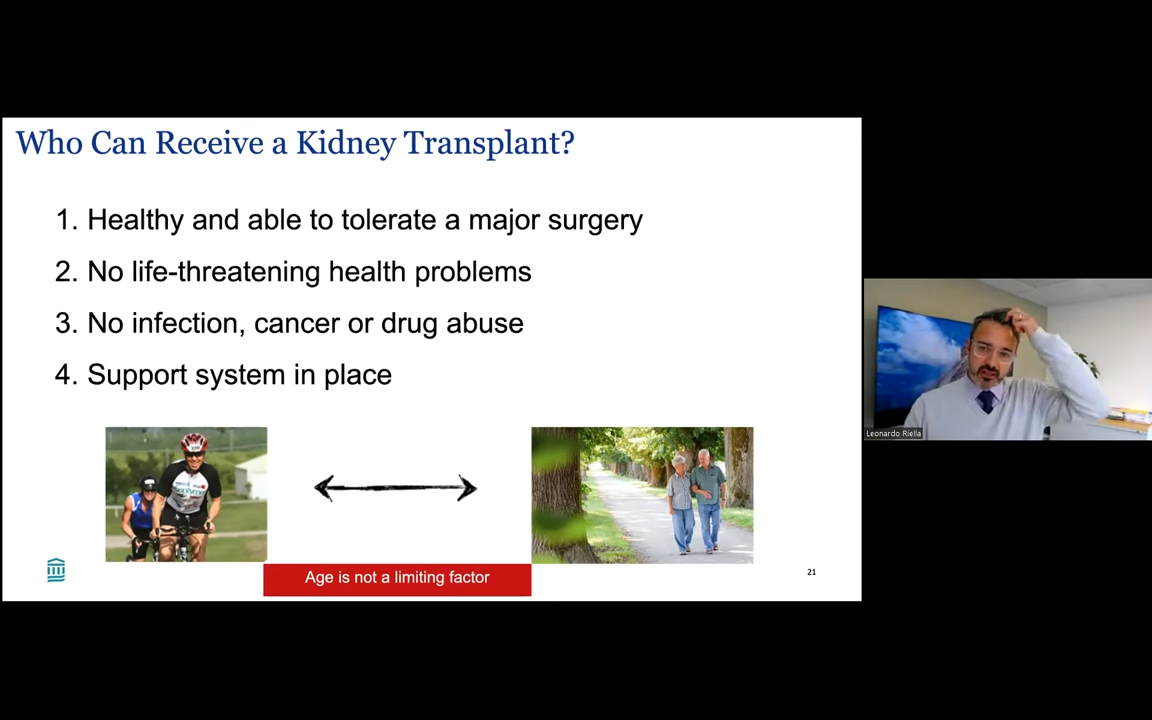 Who Can Receive a Kidney Transplant?
1. Healthy and able to tolerate a major surgery
2. No life-threatening health problems
3. No infection, cancer or drug abuse
4. Support system in place
Leonardo Riella
Age is not a limiting factor
21